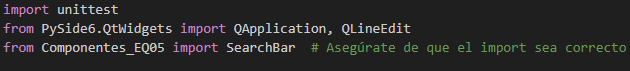 import unittest
from PySide6.QtWidgets import QApplication, QLineEdit
from Componentes_EQ05 import SearchBar  # Asegúrate de que el import sea correcto